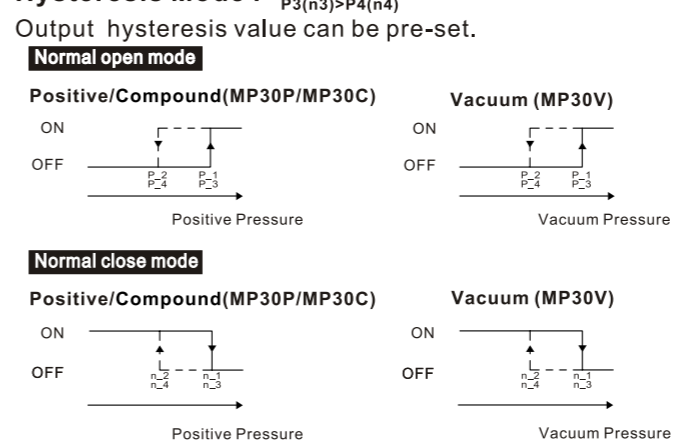 P3(n3)>P4(n4)
Output hysteresis value can be pre-set.
Normal open mode
Positive/Compound(MP30P/MP30C)
ON
OFF
P_2 P_1
P_4 P_3
Positive Pressure
Vacuum (MP30V)
ON
OFF
P_2 P_1
P_4 P_3
Vacuum Pressure
Normal close mode
Positive/Compound(MP30P/MP30C)
ON
OFF
n_2 n_1
n_4 n_3
Positive Pressure
Vacuum (MP30V)
ON
OFF
n_2 n_1
n_4 n_3
Vacuum Pressure